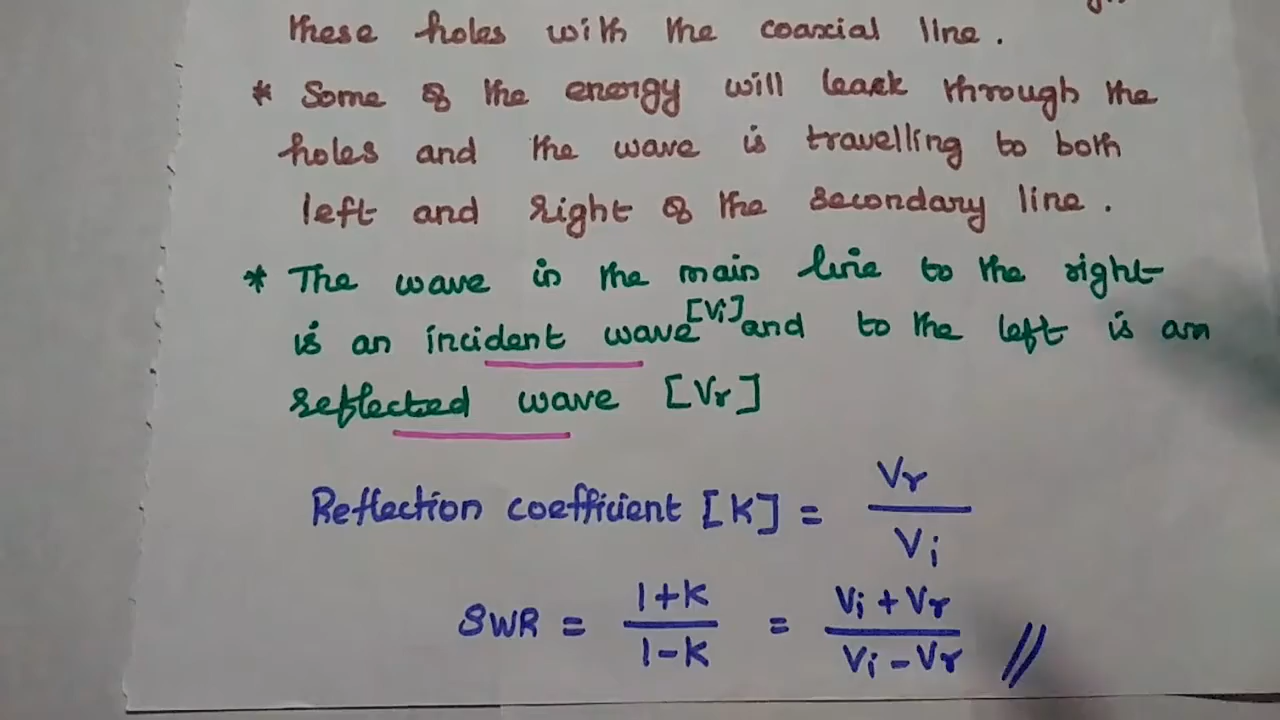 these holes with the coaxial line.
* Some of the energy will leak through the
holes and the wave is travelling to both
left and right of the secondary line.
* The wave in the main line to the right
is an incident wave [Vi] and to the left is an
reflected wave [Vr]
Reflection coefficient [K] = Vr / Vi
SWR = 1+K / 1-K = Vi + Vr / Vi - Vr //